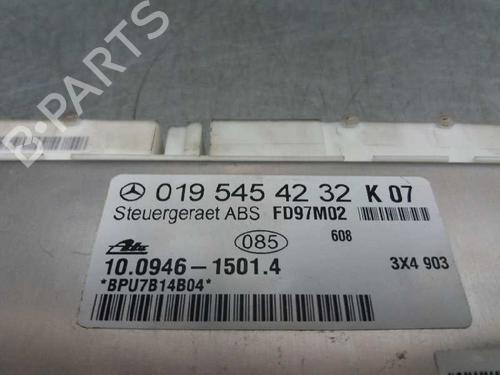 B-PARTS
019 545 42 32 K 07
Steuergeraet ABS FD97M02
085 608
Ate
10.0946-1501.4 3X4 903
*BPU7B14B04*